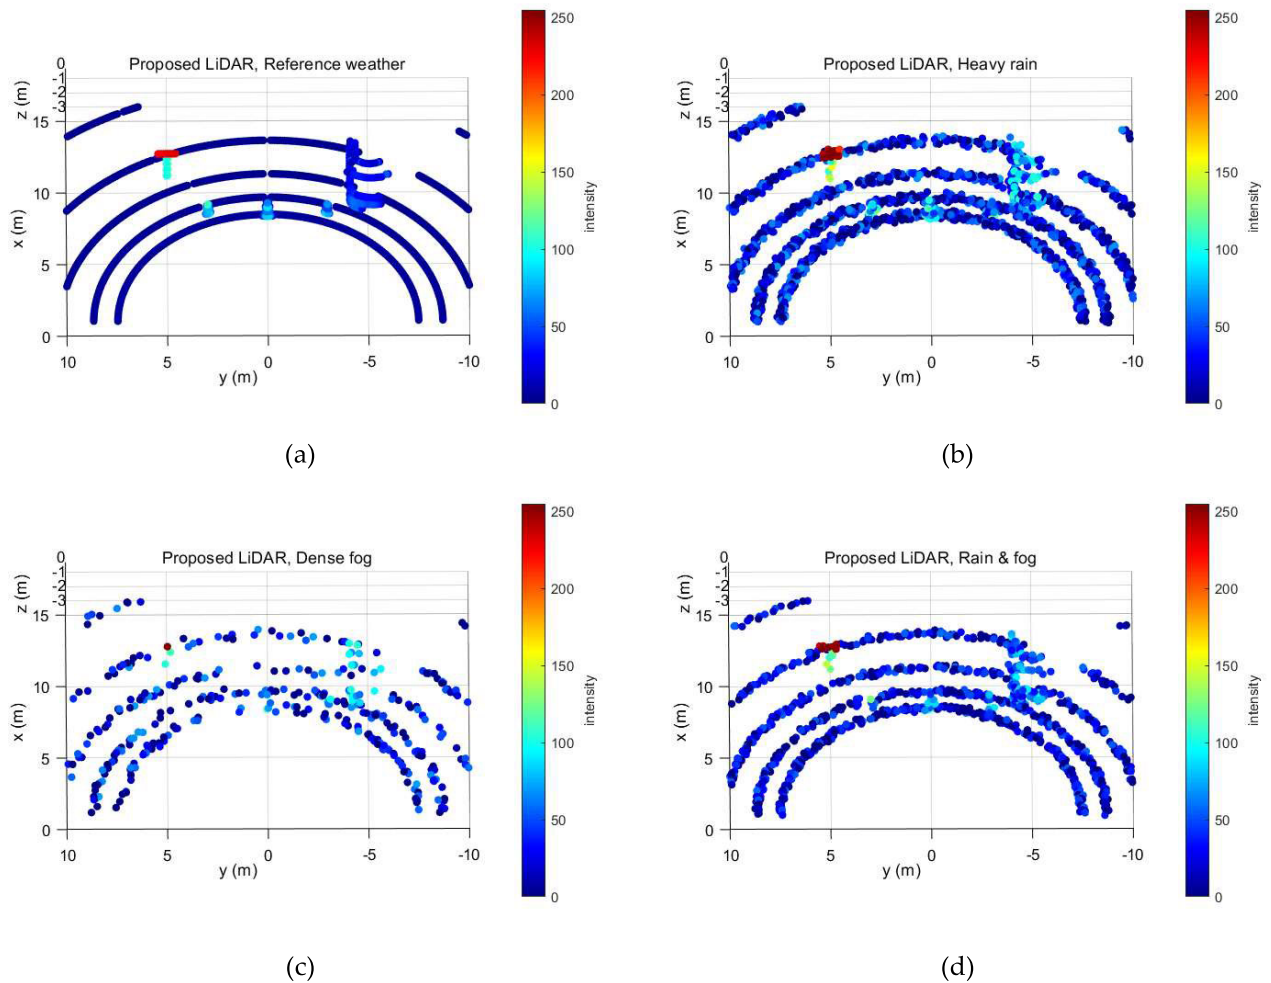 Proposed LiDAR, Reference weather
0
-1
-2
-3
z (m)
15
10
5
0
x (m)
10 5 0 -5 -10
y (m)
250
200
150
100
50
0
intensity
(a)
Proposed LiDAR, Heavy rain
0
-1
-2
-3
z (m)
15
10
5
0
x (m)
10 5 0 -5 -10
y (m)
250
200
150
100
50
0
intensity
(b)
Proposed LiDAR, Dense fog
0
-1
-2
-3
z (m)
15
10
5
0
x (m)
10 5 0 -5 -10
y (m)
250
200
150
100
50
0
intensity
(c)
Proposed LiDAR, Rain & fog
0
-1
-2
-3
z (m)
15
10
5
0
x (m)
10 5 0 -5 -10
y (m)
250
200
150
100
50
0
intensity
(d)